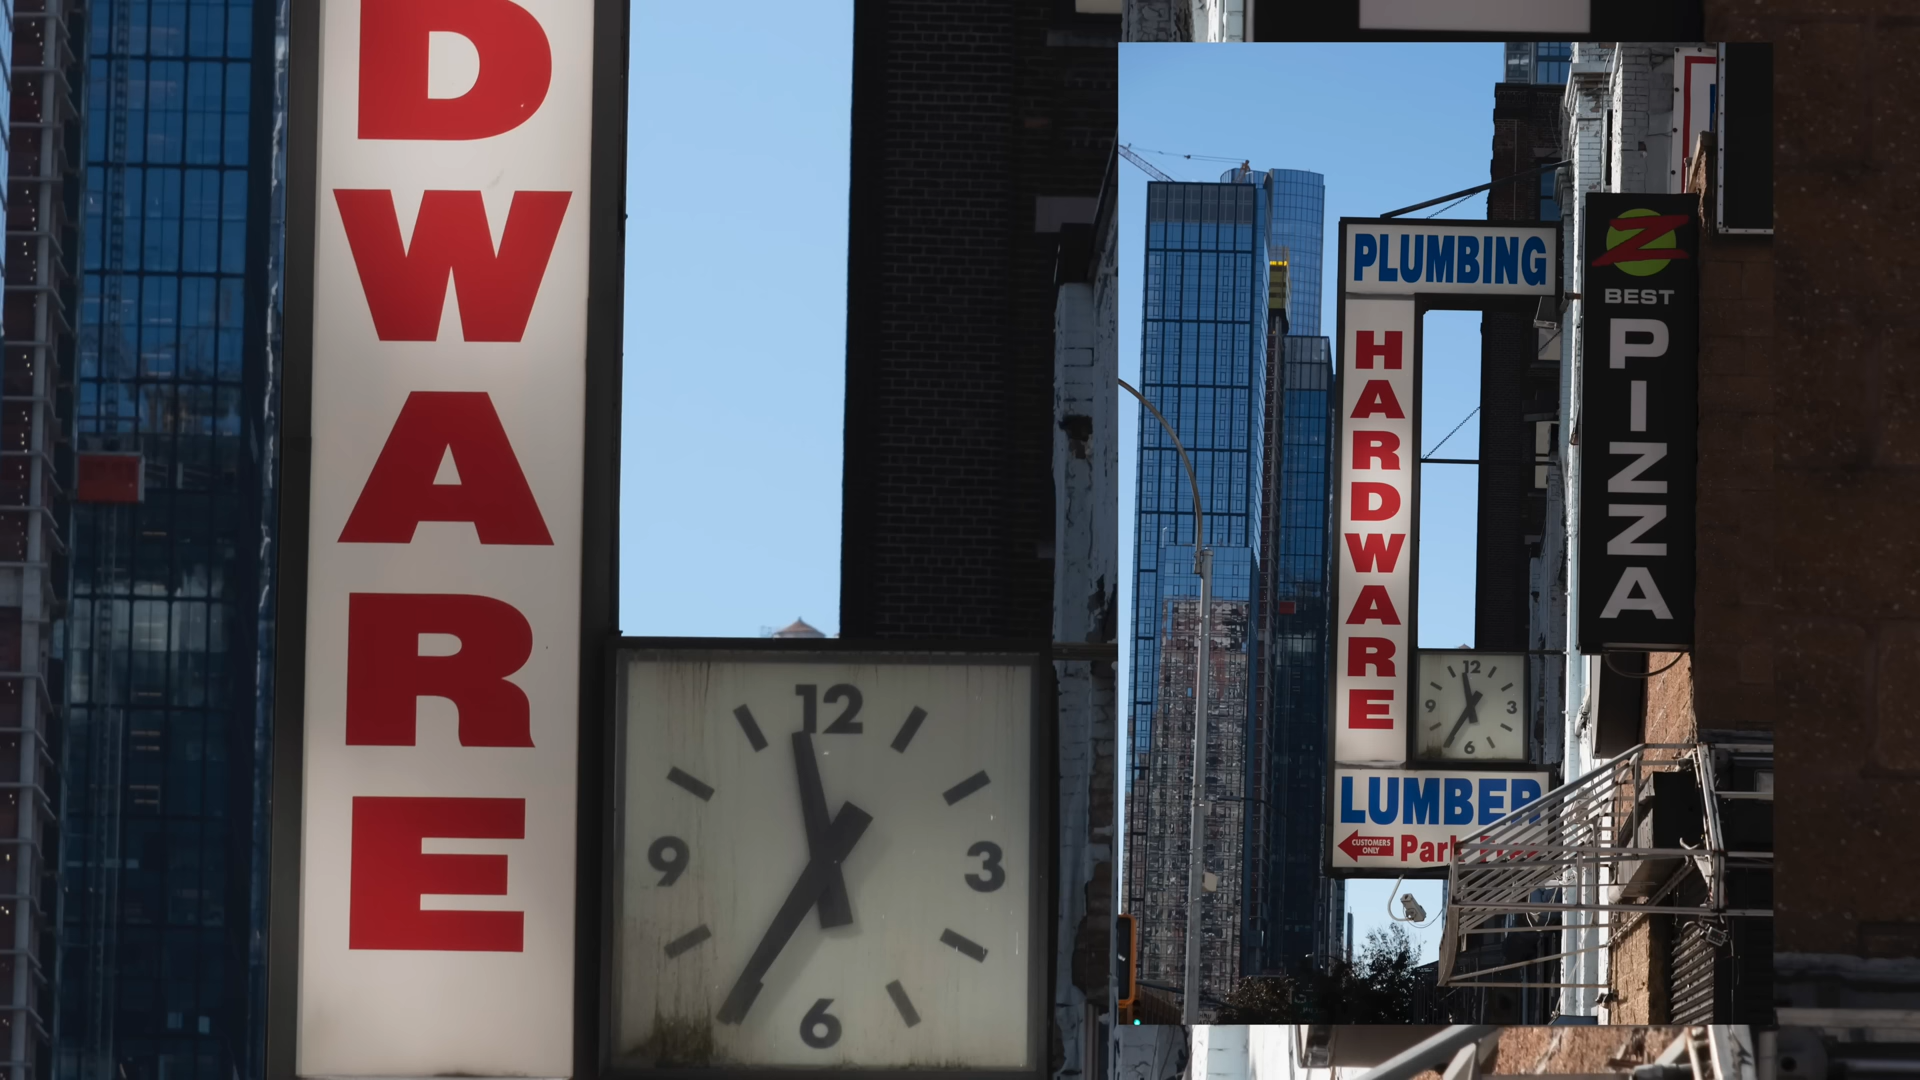 DWARE
12
9
3
6
PLUMBING
HARDWARE
12
9
3
6
LUMBER
CUSTOMERS
ONLY
Park
Z
BEST
PIZZA